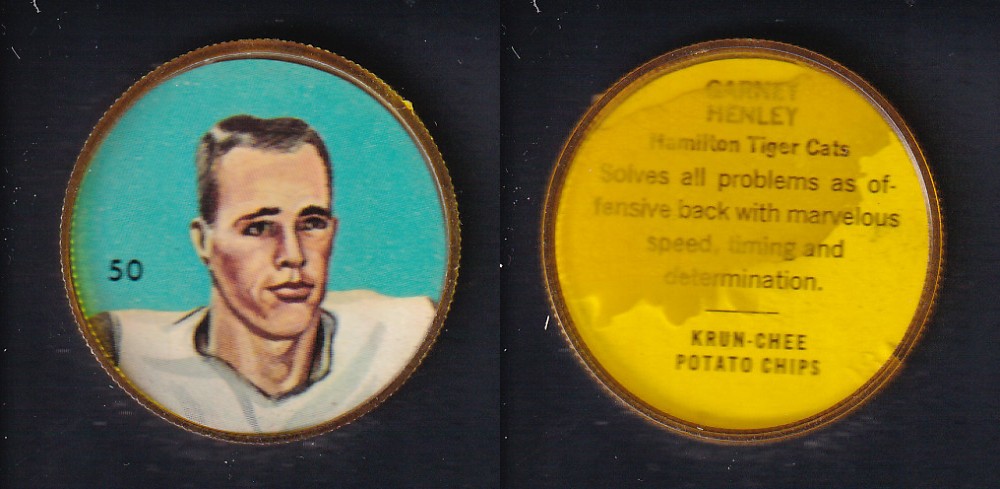 50
GARNEY
HENLEY
Hamilton Tiger Cats
Solves all problems as of-
fensive back with marvelous
speed, timing and
determination.
KRUN-CHEE
POTATO CHIPS